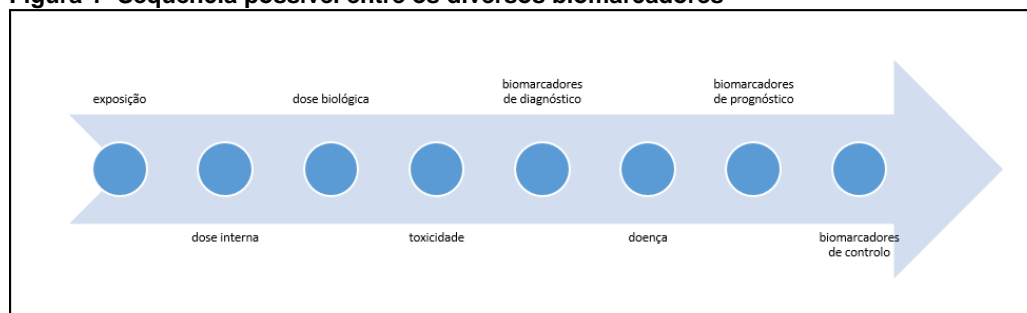 Figura 1- Sequência possível entre os diversos biomarcadores
exposição
dose interna
dose biológica
toxicidade
biomarcadores
de diagnóstico
doença
biomarcadores
de prognóstico
biomarcadores
de controlo